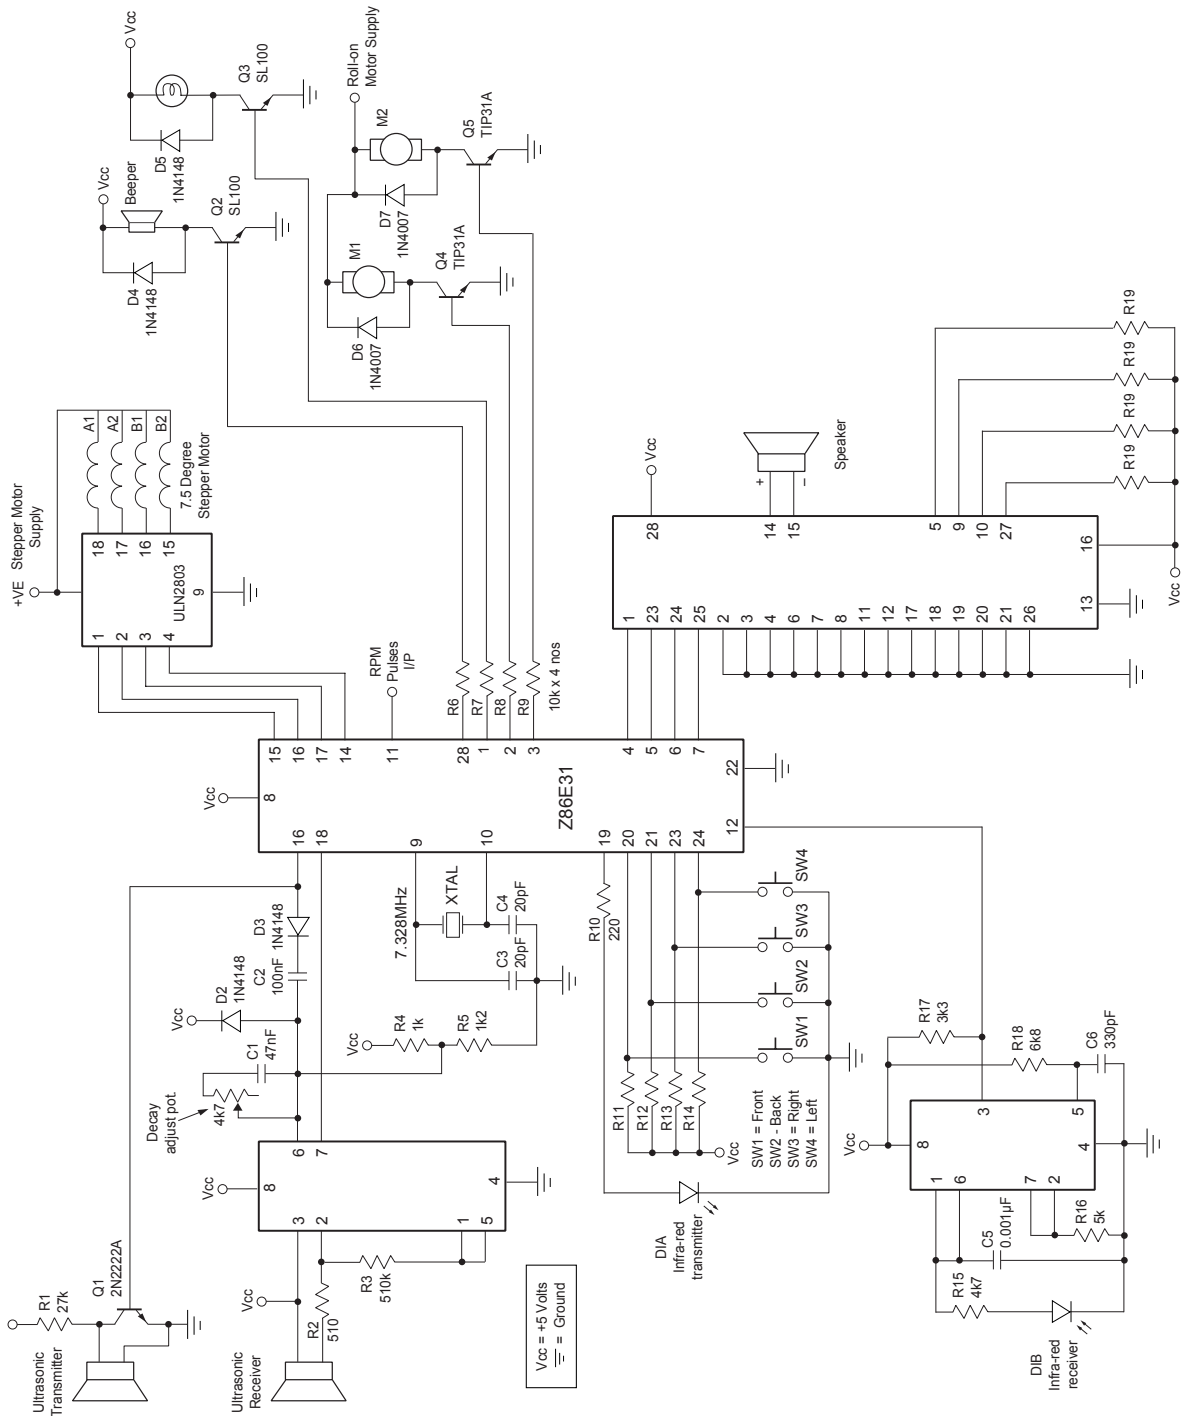 Vcc
D5
1N4148
Q3
SL100
Vcc
Beeper
D4
1N4148
Q2
SL100
Roll-on
Motor Supply
M2
D7
1N4007
Q5
TIP31A
M1
D6
1N4007
Q4
TIP31A
+VE
Stepper Motor
Supply
A1
A2
B1
B2
7.5 Degree
Stepper Motor
18
17
16
15
ULN2803
9
1
2
3
4
RPM
Pulses
I/P
R6
R7
R8
R9
10k x 4 nos
Vcc
8
15
16
17
14
11
28
1
2
3
4
5
6
7
Z86E31
22
12
16
18
9
10
19
20
21
23
24
28
Vcc
14
15
+
–
Speaker
5
9
10
27
16
13
Vcc
R19
R19
R19
R19
1
23
24
25
2
3
4
6
7
8
11
12
17
18
19
20
21
26
D3
1N4148
C2
100nF
Vcc
D2
1N4148
C1
47nF
Decay
adjust pot.
4k7
7.328MHz
XTAL
C4
20pF
C3
20pF
Vcc
R4
1k
R5
1k2
R10
220
SW4
SW3
SW2
SW1
R11
R12
R13
R14
Vcc
SW1 = Front
SW2 - Back
SW3 = Right
SW4 = Left
DIA
Infra-red
transmitter
Vcc
8
6
7
4
3
2
1
5
R1
27k
Q1
2N2222A
Ultrasonic
Transmitter
Vcc
R2
510
R3
510k
Ultrasonic
Receiver
Vcc = +5 Volts
= Ground
Vcc
R17
3k3
R18
6k8
C6
330pF
8
3
5
4
1
6
7
2
R16
5k
C5
0.001µF
R15
4k7
DIB
Infra-red
receiver